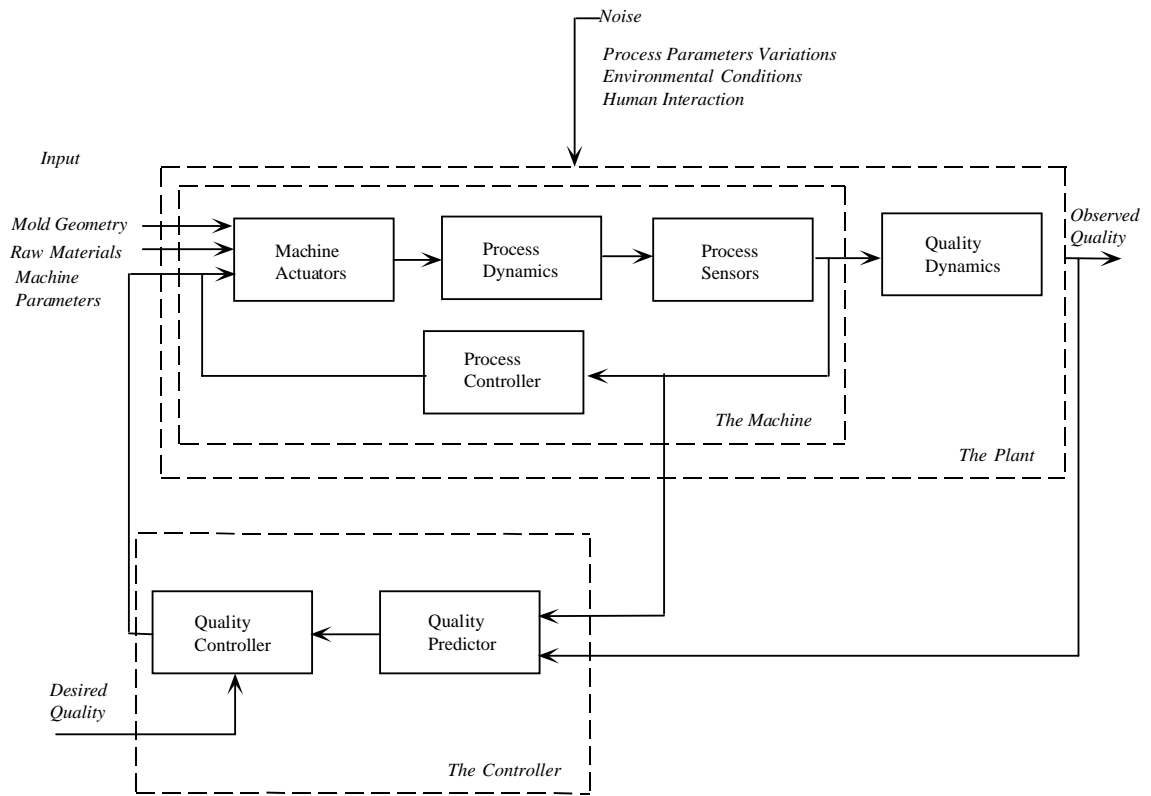 Noise
Process Parameters Variations
Environmental Conditions
Human Interaction
Input
Mold Geometry
Raw Materials
Machine
Parameters
Machine
Actuators
Process
Dynamics
Process
Sensors
Quality
Dynamics
Observed
Quality
Process
Controller
The Machine
The Plant
Quality
Controller
Quality
Predictor
Desired
Quality
The Controller